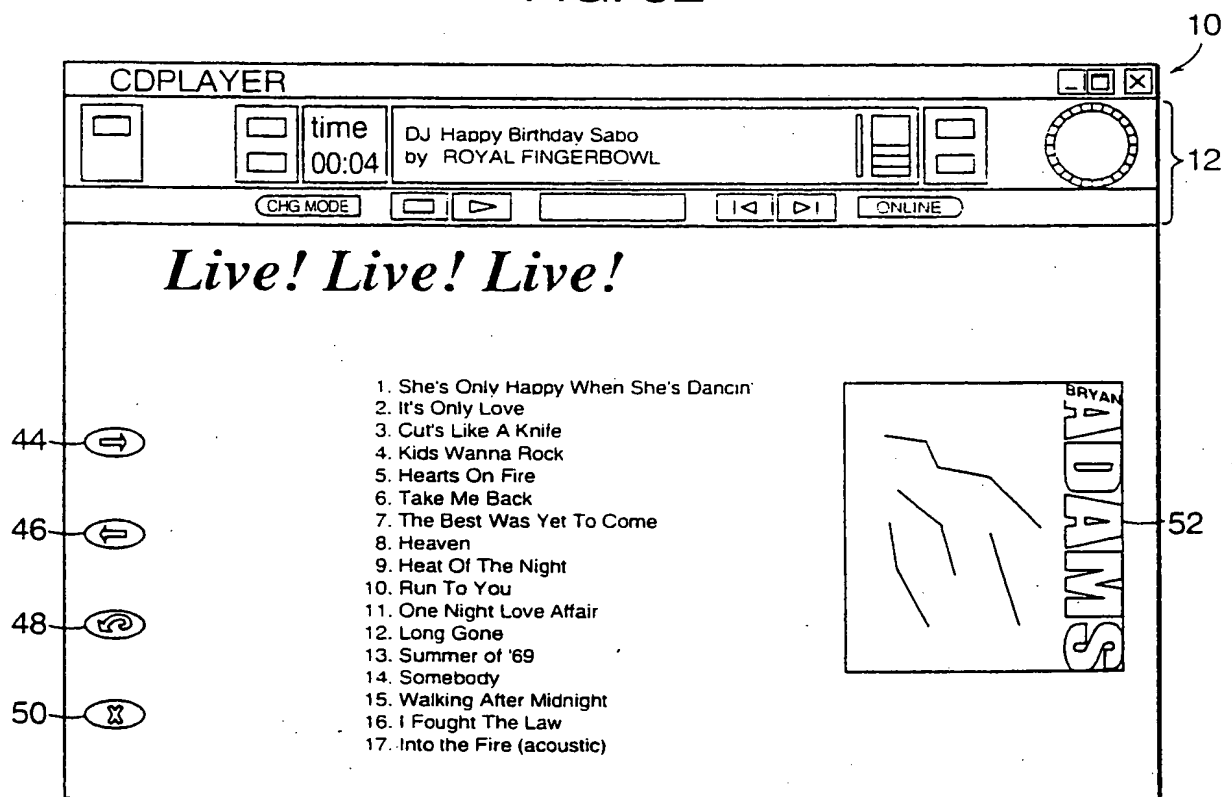 10
CDPLAYER
time
00:04
DJ Happy Birthday Sabo
by ROYAL FINGERBOWL
12
CHG MODE
ONLINE
Live! Live! Live!
1. She's Only Happy When She's Dancin'
2. It's Only Love
3. Cut's Like A Knife
4. Kids Wanna Rock
5. Hearts On Fire
6. Take Me Back
7. The Best Was Yet To Come
8. Heaven
9. Heat Of The Night
10. Run To You
11. One Night Love Affair
12. Long Gone
13. Summer of '69
14. Somebody
15. Walking After Midnight
16. I Fought The Law
17. Into the Fire (acoustic)
BRYAN
ADAMS
44
46
48
50
52